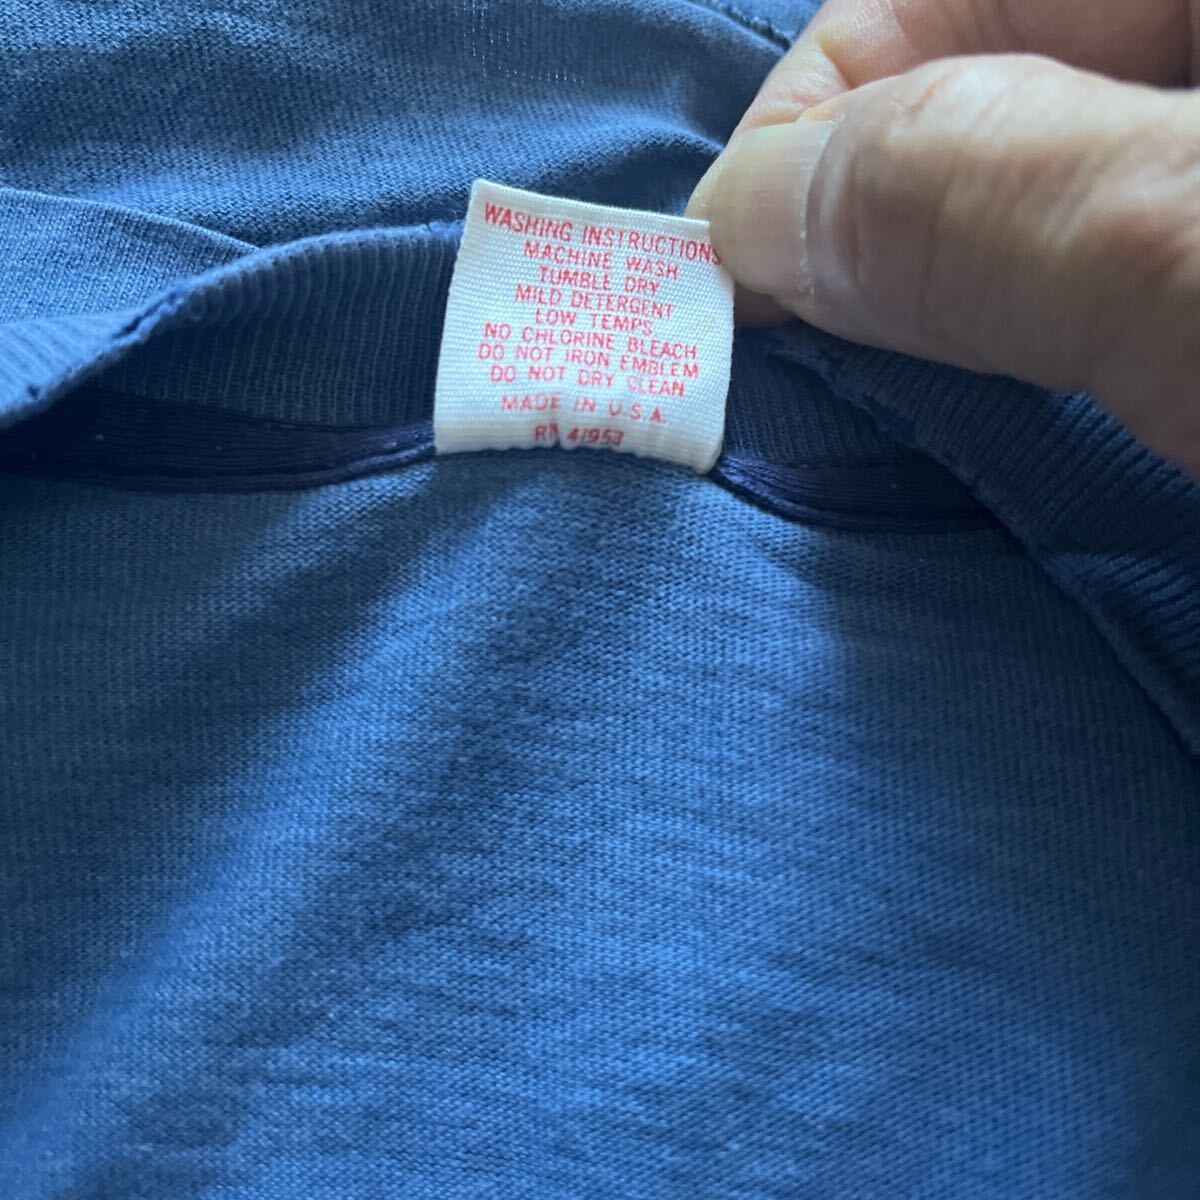 WASHING INSTRUCTIONS
MACHINE WASH
TUMBLE DRY
MILD DETERGENT
LOW TEMPS.
NO CHLORINE BLEACH
DO NOT IRON EMBLEM
DO NOT DRY CLEAN
MADE IN U.S.A.
RN 41953